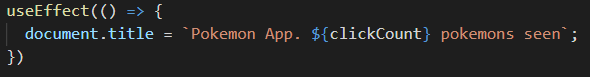 useEffect(() => {
  document.title = `Pokemon App. ${clickCount} pokemons seen`;
})